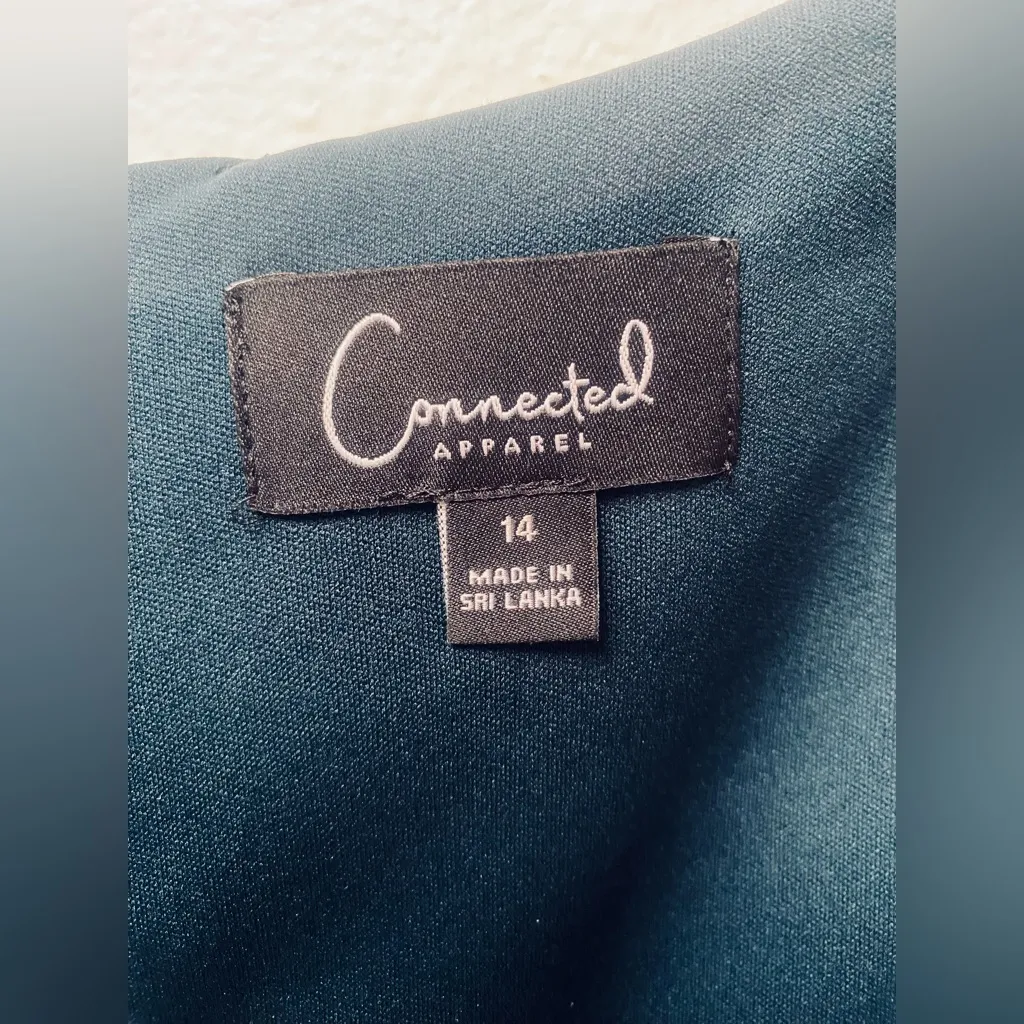 Connected
APPAREL
14
MADE IN
SRI LANKA